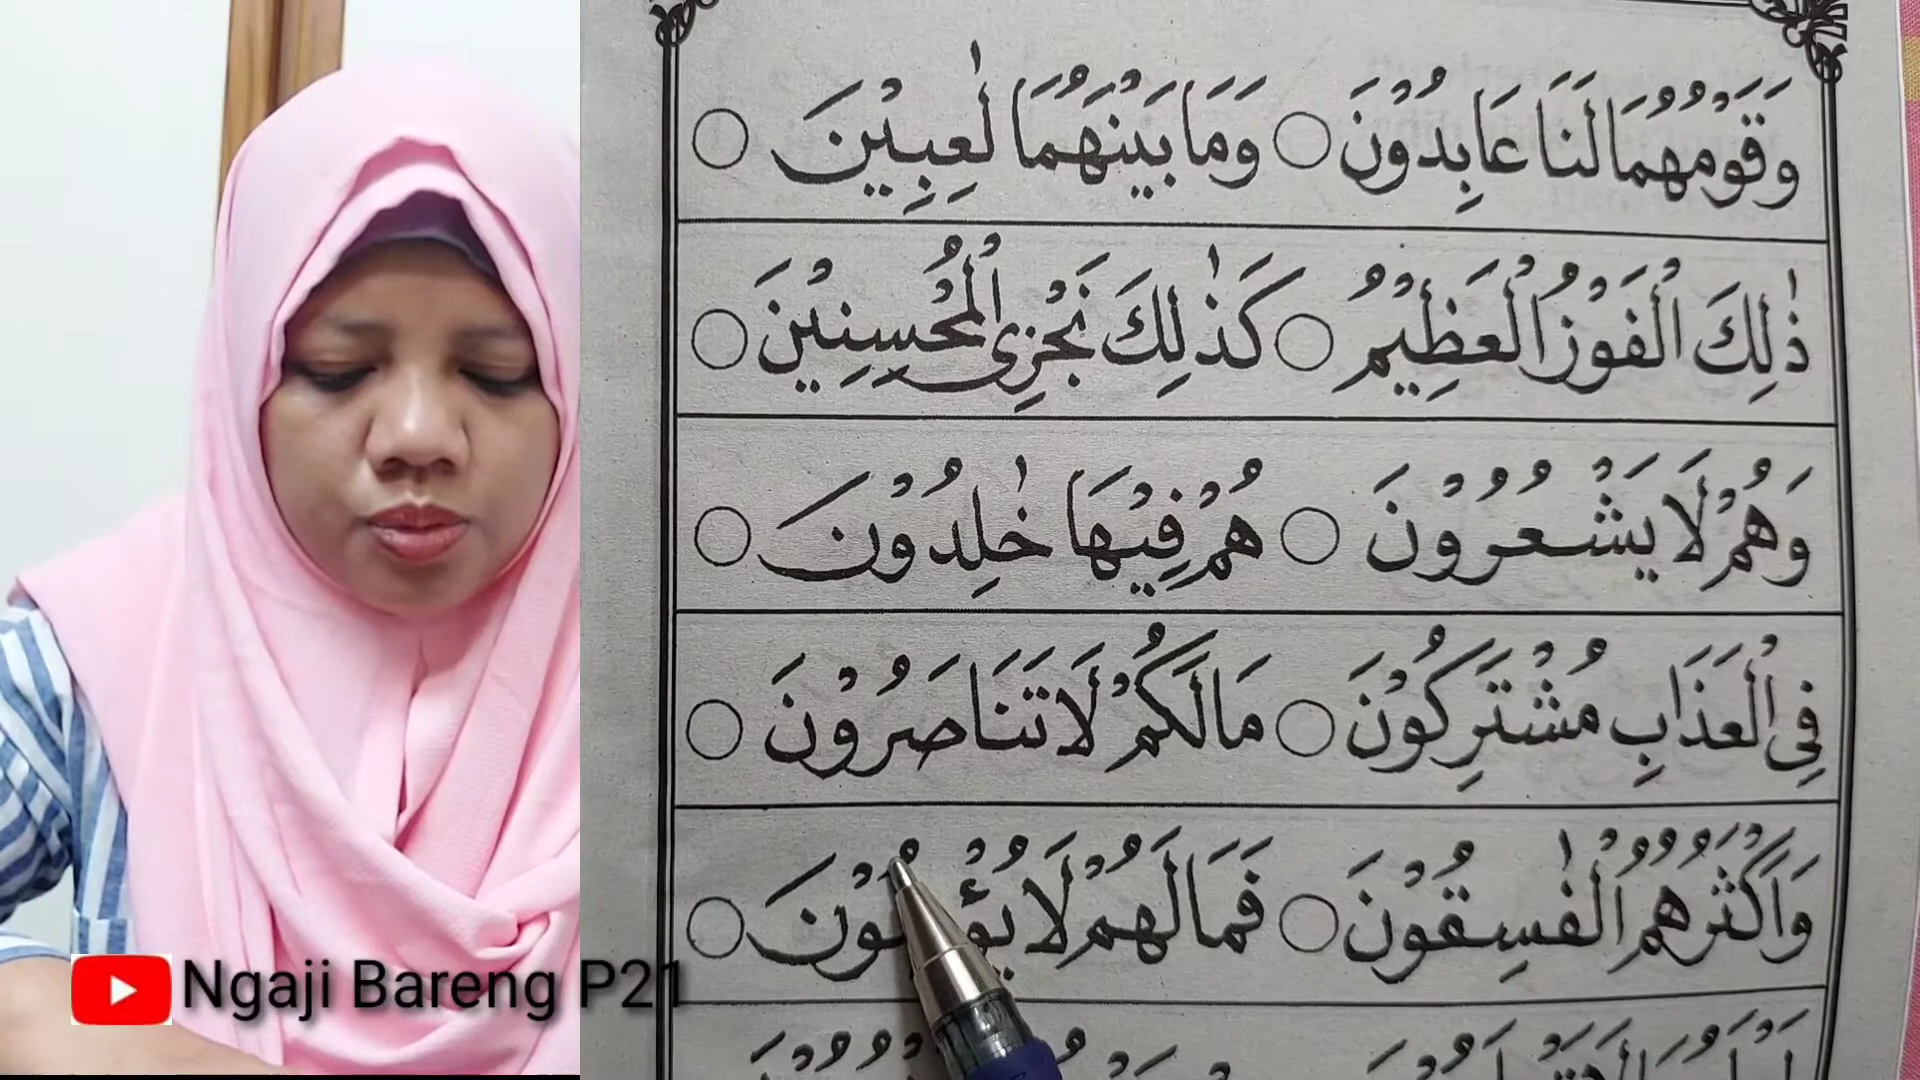 وَقَوْمُهُمَا لَنَا عَابِدُوْنَ ○ وَمَا بَيْنَهُمَا لٰعِبِيْنَ ○
ذٰلِكَ الْفَوْزُ الْعَظِيْمُ ○ كَذٰلِكَ نَجْزِى الْمُحْسِنِيْنَ ○
وَهُمْ لَا يَشْعُرُوْنَ ○ هُمْ فِيْهَا خٰلِدُوْنَ ○
فِى الْعَذَابِ مُشْتَرِكُوْنَ ○ مَا لَكُمْ لَا تَنَاصَرُوْنَ ○
وَاَكْثَرُهُمُ الْفٰسِقُوْنَ ○ فَمَا لَهُمْ لَا ○
Ngaji Bareng P21